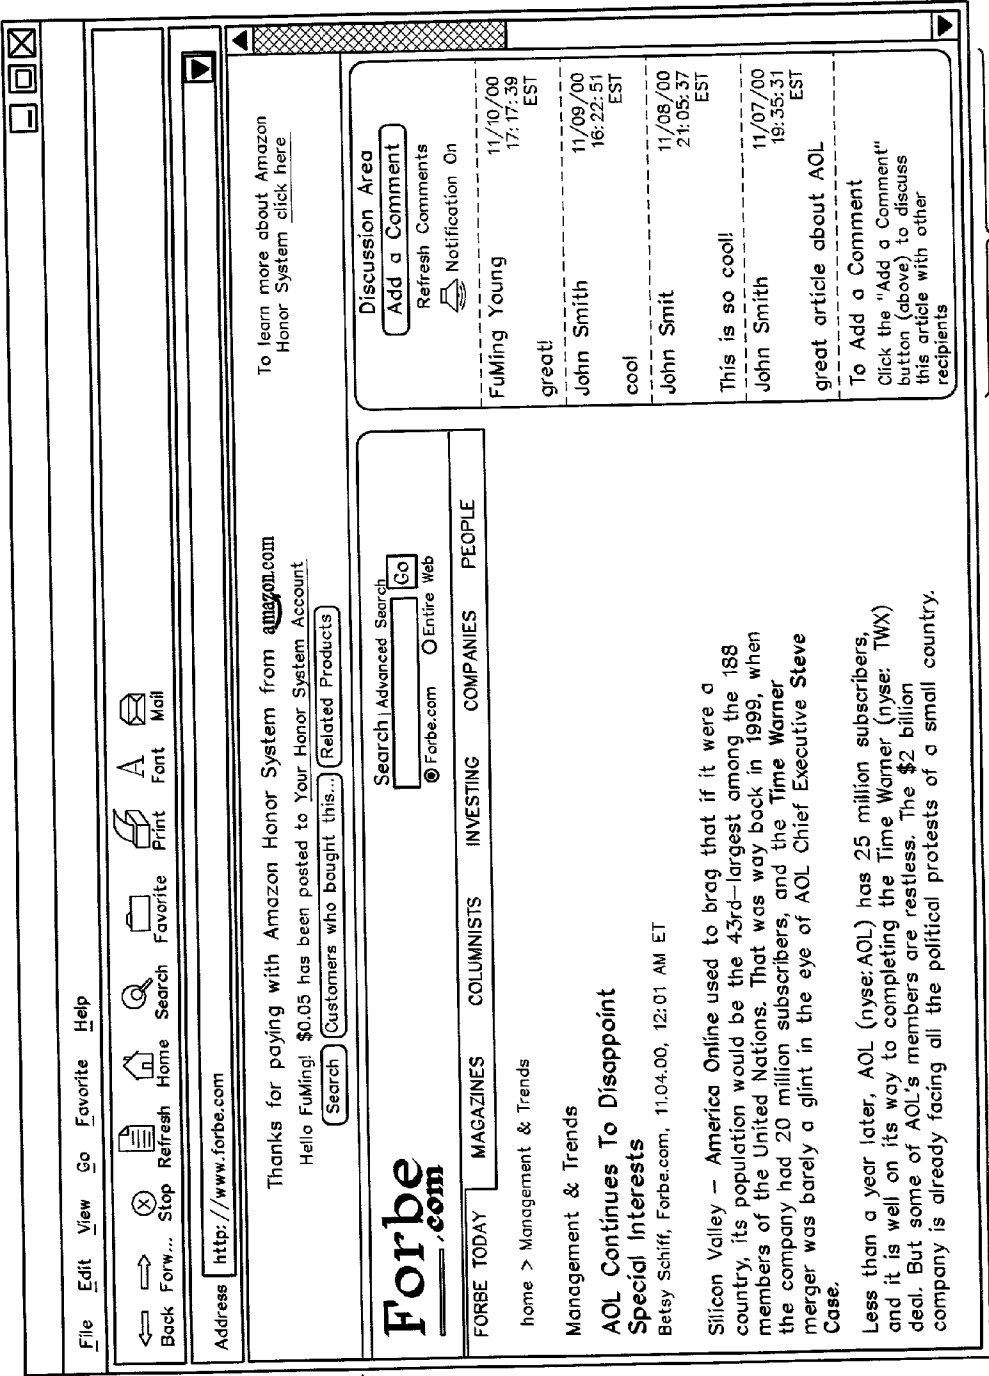 File Edit View Go Favorite Help
Back Forw... Stop Refresh Home Search Favorite Print Font Mail
Address http://www.forbe.com
Thanks for paying with Amazon Honor System from amazon.com
Hello FuMing! $0.05 has been posted to Your Honor System Account
Search Customers who bought this... Related Products
To learn more about Amazon
Honor System click here
Forbe
.com
Search | Advanced Search
Go
Forbe.com Entire Web
FORBE TODAY MAGAZINES COLUMNISTS INVESTING COMPANIES PEOPLE
home > Management & Trends
Management & Trends
AOL Continues To Disappoint
Special Interests
Betsy Schiff, Forbe.com, 11.04.00, 12:01 AM ET
Silicon Valley – America Online used to brag that if it were a
country, its population would be the 43rd–largest among the 188
members of the United Nations. That was way back in 1999, when
the company had 20 million subscribers, and the Time Warner
merger was barely a glint in the eye of AOL Chief Executive Steve
Case.
Less than a year later, AOL (nyse: AOL) has 25 million subscribers,
and it is well on its way to completing the Time Warner (nyse: TWX)
deal. But some of AOL's members are restless. The $2 billion
company is already facing all the political protests of a small country.
Discussion Area
Add a Comment
Refresh Comments
Notification On
FuMing Young 11/10/00
17:17:39
EST
great!
John Smith 11/09/00
16:22:51
EST
cool
John Smit 11/08/00
21:05:37
EST
This is so cool!
John Smith 11/07/00
19:35:31
EST
great article about AOL
To Add a Comment
Click the "Add a Comment"
button (above) to discuss
this article with other
recipients